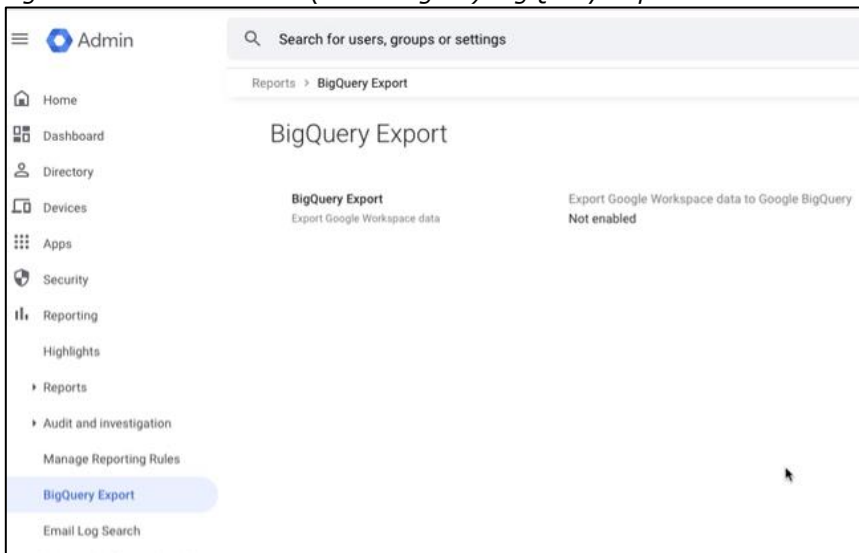 Admin
Search for users, groups or settings
Reports > BigQuery Export
Home
Dashboard
Directory
Devices
Apps
Security
Reporting
Highlights
Reports
Audit and investigation
Manage Reporting Rules
BigQuery Export
Email Log Search
BigQuery Export
BigQuery Export
Export Google Workspace data
Export Google Workspace data to Google BigQuery
Not enabled